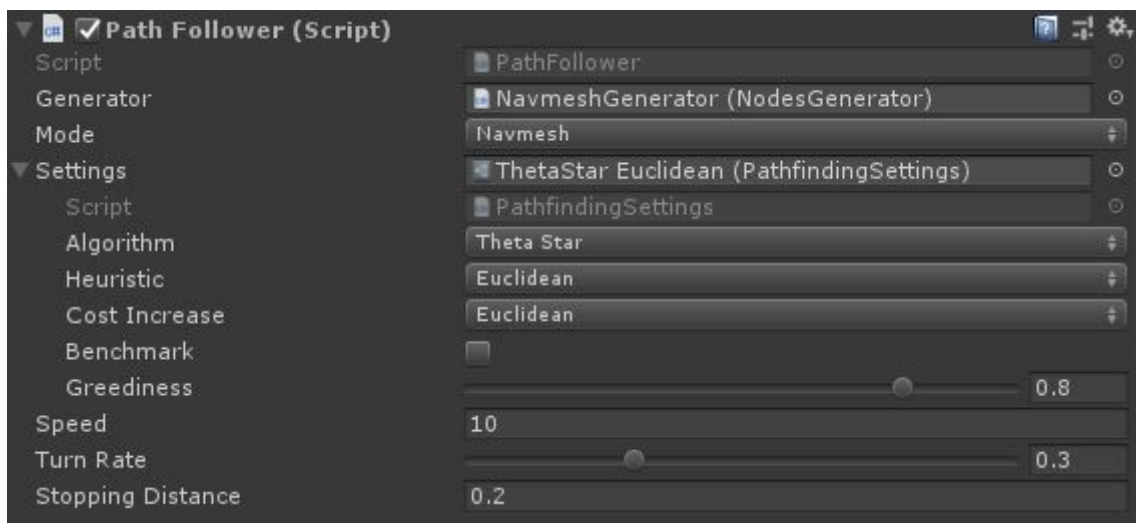 Path Follower (Script)
Script PathFollower
Generator NavmeshGenerator (NodesGenerator)
Mode Navmesh
Settings ThetaStar Euclidean (PathfindingSettings)
Script PathfindingSettings
Algorithm Theta Star
Heuristic Euclidean
Cost Increase Euclidean
Benchmark
Greediness 0.8
Speed 10
Turn Rate 0.3
Stopping Distance 0.2